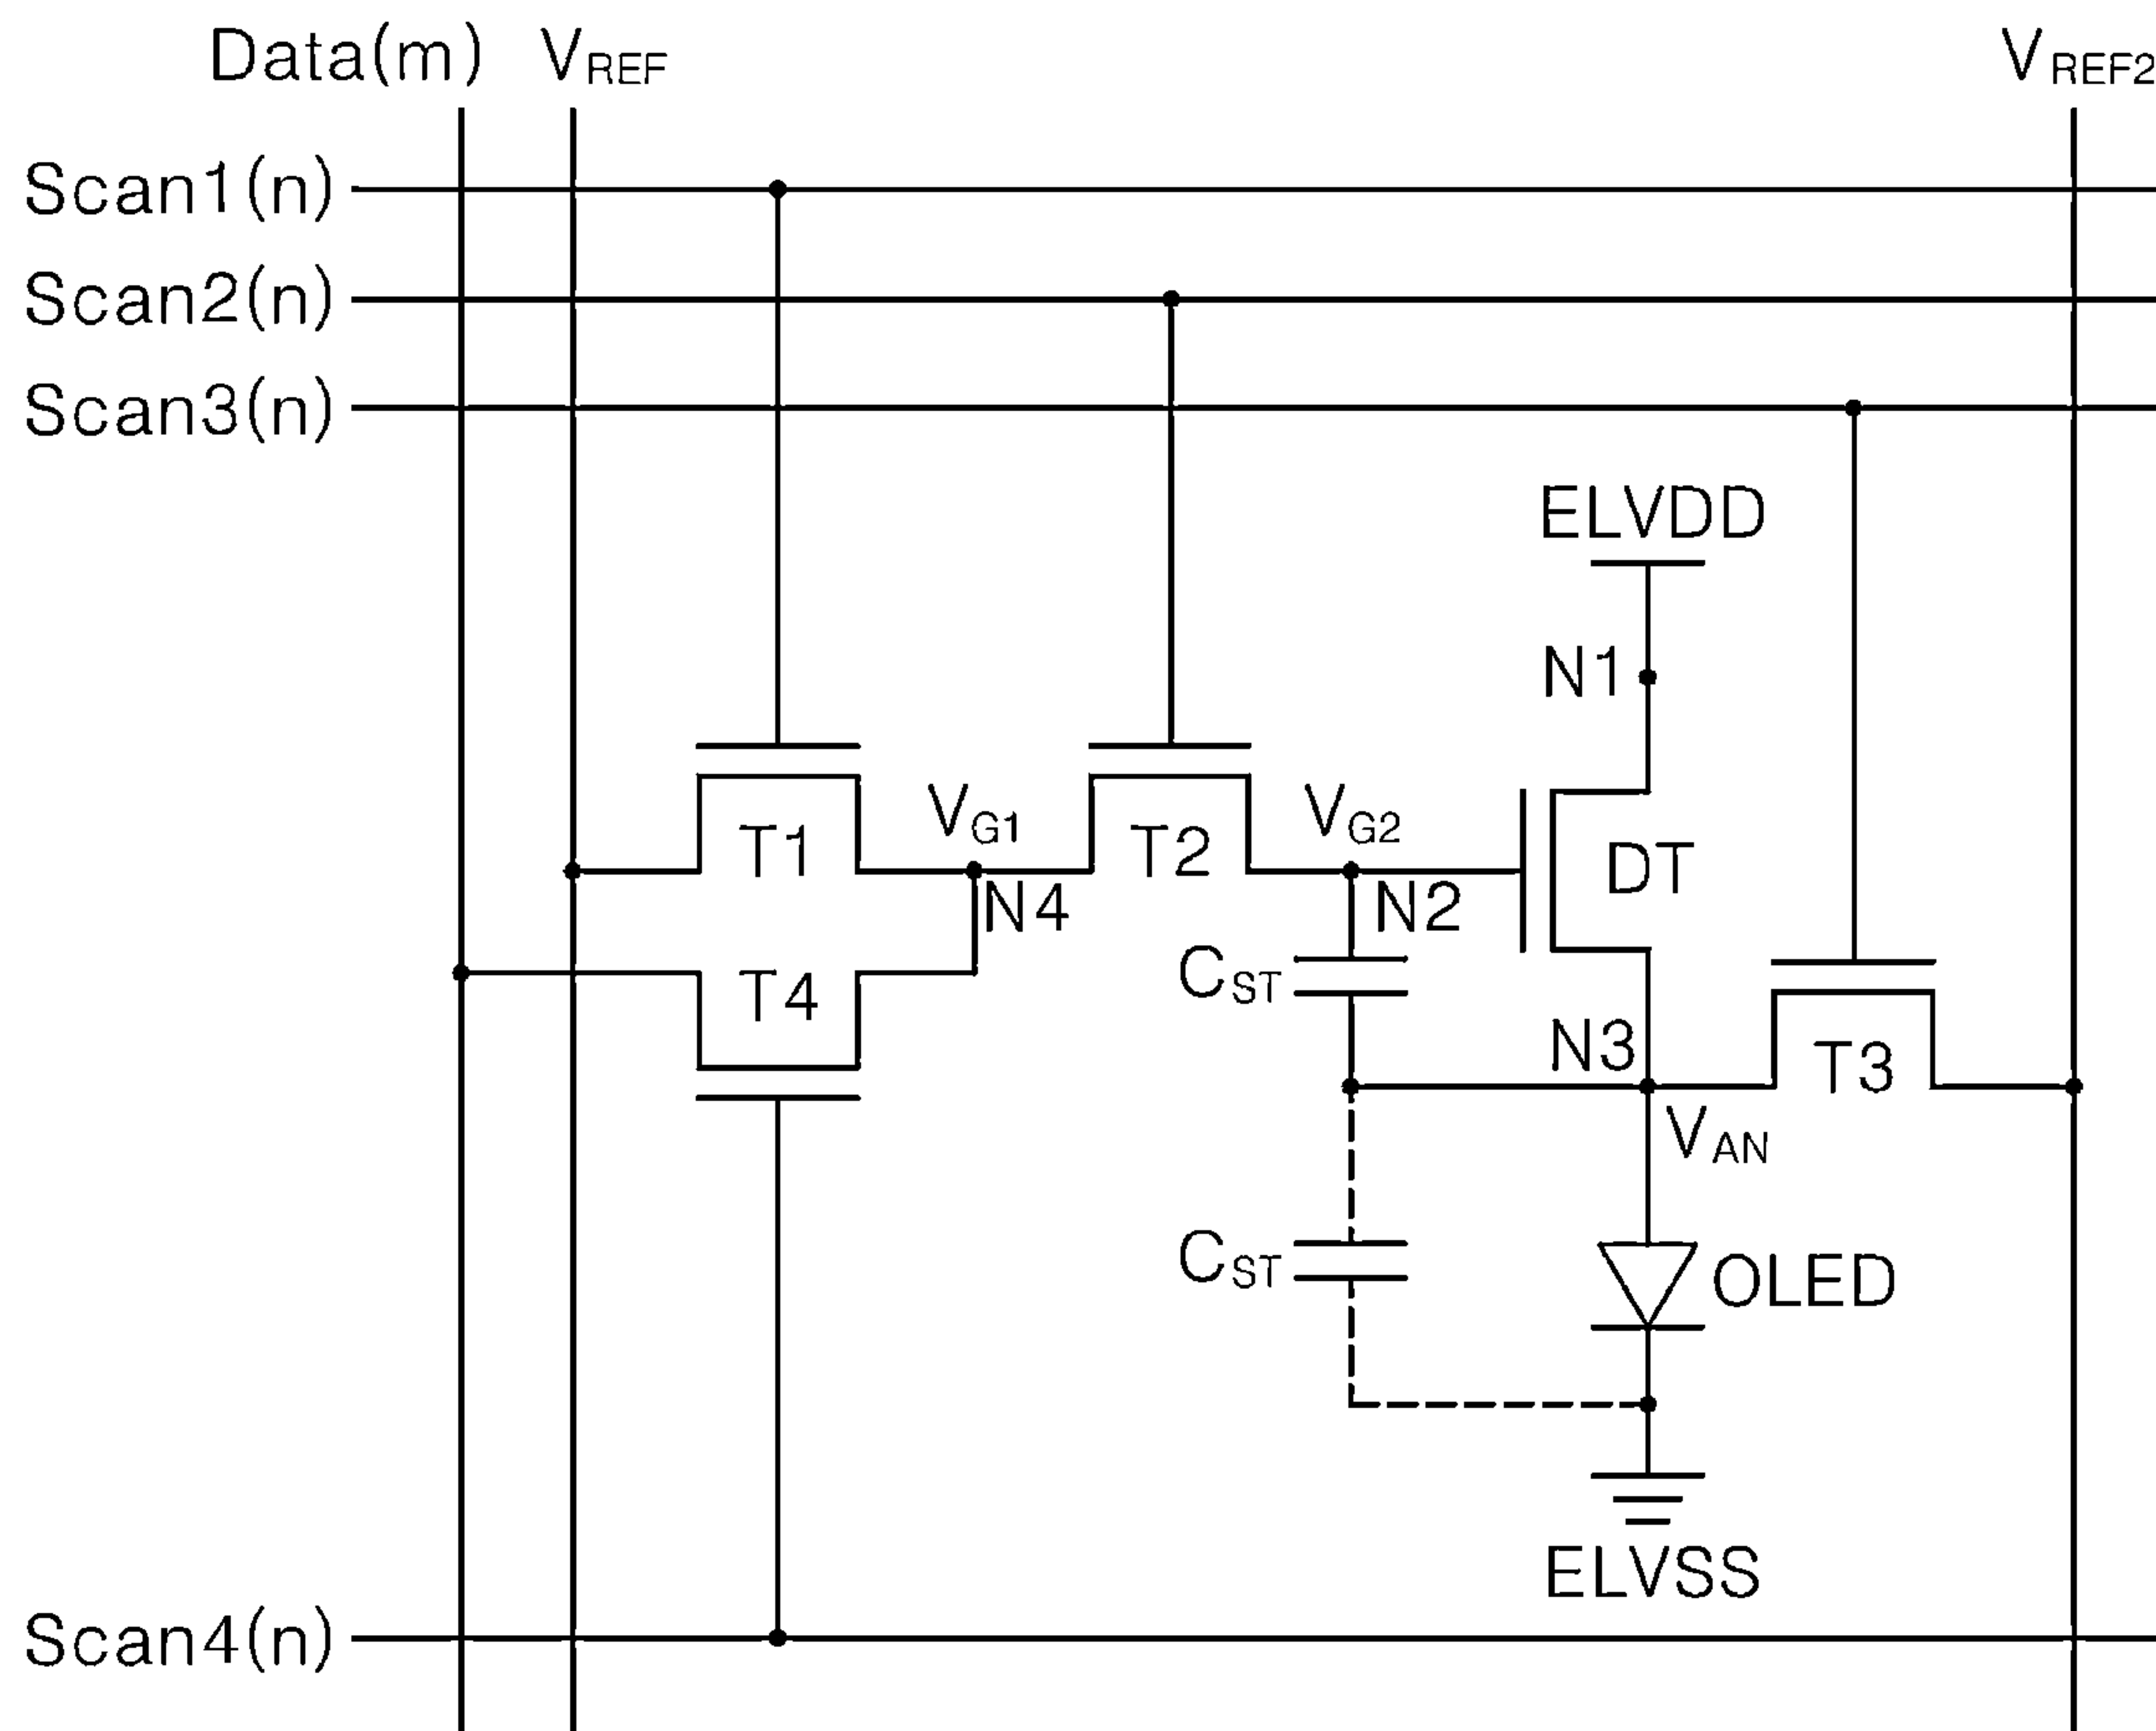 Data(m) VREF VREF2
Scan1(n)
Scan2(n)
Scan3(n)
ELVDD
N1
VG1 VG2
T1 T2 DT
N4 N2
CST
T4
N3 T3
VAN
CST OLED
ELVSS
Scan4(n)